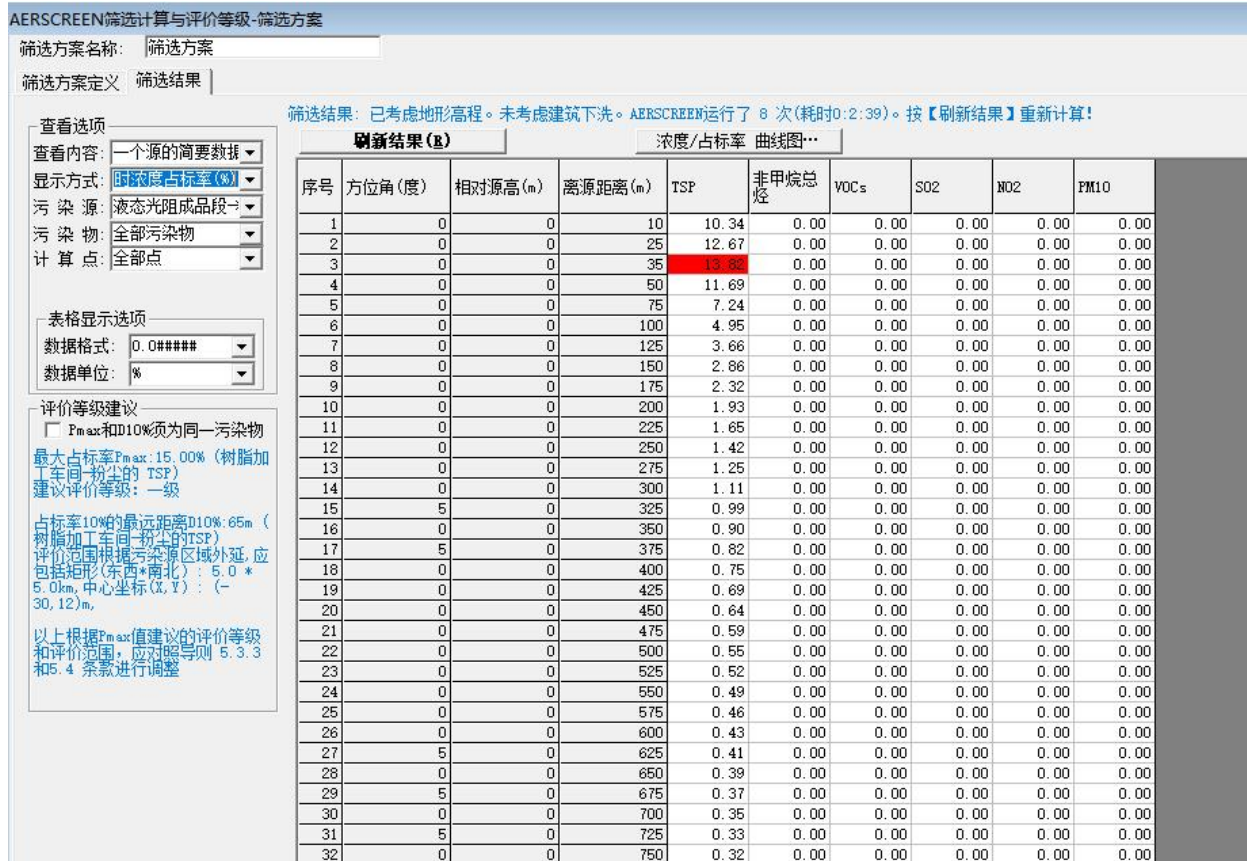 AERSCREEN筛选计算与评价等级-筛选方案
筛选方案名称: 筛选方案
筛选方案定义 筛选结果
筛选结果: 已考虑地形高程。未考虑建筑下洗。AERSCREEN运行了 8 次(耗时0:2:39)。按【刷新结果】重新计算!
刷新结果(R) 浓度/占标率 曲线图…
查看选项
查看内容: 一个源的简要数据
显示方式: 时浓度占标率(%)
污 染 源: 液态光阻成品段
污 染 物: 全部污染物
计 算 点: 全部点
表格显示选项
数据格式: 0.0#####
数据单位: %
评价等级建议
Pmax和D10%须为同一污染物
最大占标率Pmax:15.00% (树脂加
工车间-粉尘的 TSP)
建议评价等级: 一级
占标率10%的最远距离D10%:65m (
树脂加工车间-粉尘的TSP)
评价范围根据污染源区域外延,应
包括矩形(东西*南北) : 5.0 *
5.0km,中心坐标(X,Y) : (-
30,12)m,
以上根据Pmax值建议的评价等级
和评价范围, 应对照导则 5.3.3
和5.4 条款进行调整
序号 方位角(度) 相对源高(m) 离源距离(m) TSP 非甲烷总烃 VOCs SO2 NO2 PM10
1 0 0 10 10.34 0.00 0.00 0.00 0.00 0.00
2 0 0 25 12.67 0.00 0.00 0.00 0.00 0.00
3 0 0 35 13.82 0.00 0.00 0.00 0.00 0.00
4 0 0 50 11.69 0.00 0.00 0.00 0.00 0.00
5 0 0 75 7.24 0.00 0.00 0.00 0.00 0.00
6 0 0 100 4.95 0.00 0.00 0.00 0.00 0.00
7 0 0 125 3.66 0.00 0.00 0.00 0.00 0.00
8 0 0 150 2.86 0.00 0.00 0.00 0.00 0.00
9 0 0 175 2.32 0.00 0.00 0.00 0.00 0.00
10 0 0 200 1.93 0.00 0.00 0.00 0.00 0.00
11 0 0 225 1.65 0.00 0.00 0.00 0.00 0.00
12 0 0 250 1.42 0.00 0.00 0.00 0.00 0.00
13 0 0 275 1.25 0.00 0.00 0.00 0.00 0.00
14 0 0 300 1.11 0.00 0.00 0.00 0.00 0.00
15 5 0 325 0.99 0.00 0.00 0.00 0.00 0.00
16 0 0 350 0.90 0.00 0.00 0.00 0.00 0.00
17 5 0 375 0.82 0.00 0.00 0.00 0.00 0.00
18 0 0 400 0.75 0.00 0.00 0.00 0.00 0.00
19 0 0 425 0.69 0.00 0.00 0.00 0.00 0.00
20 0 0 450 0.64 0.00 0.00 0.00 0.00 0.00
21 0 0 475 0.59 0.00 0.00 0.00 0.00 0.00
22 0 0 500 0.55 0.00 0.00 0.00 0.00 0.00
23 0 0 525 0.52 0.00 0.00 0.00 0.00 0.00
24 0 0 550 0.49 0.00 0.00 0.00 0.00 0.00
25 0 0 575 0.46 0.00 0.00 0.00 0.00 0.00
26 0 0 600 0.43 0.00 0.00 0.00 0.00 0.00
27 5 0 625 0.41 0.00 0.00 0.00 0.00 0.00
28 0 0 650 0.39 0.00 0.00 0.00 0.00 0.00
29 5 0 675 0.37 0.00 0.00 0.00 0.00 0.00
30 0 0 700 0.35 0.00 0.00 0.00 0.00 0.00
31 5 0 725 0.33 0.00 0.00 0.00 0.00 0.00
32 0 0 750 0.32 0.00 0.00 0.00 0.00 0.00